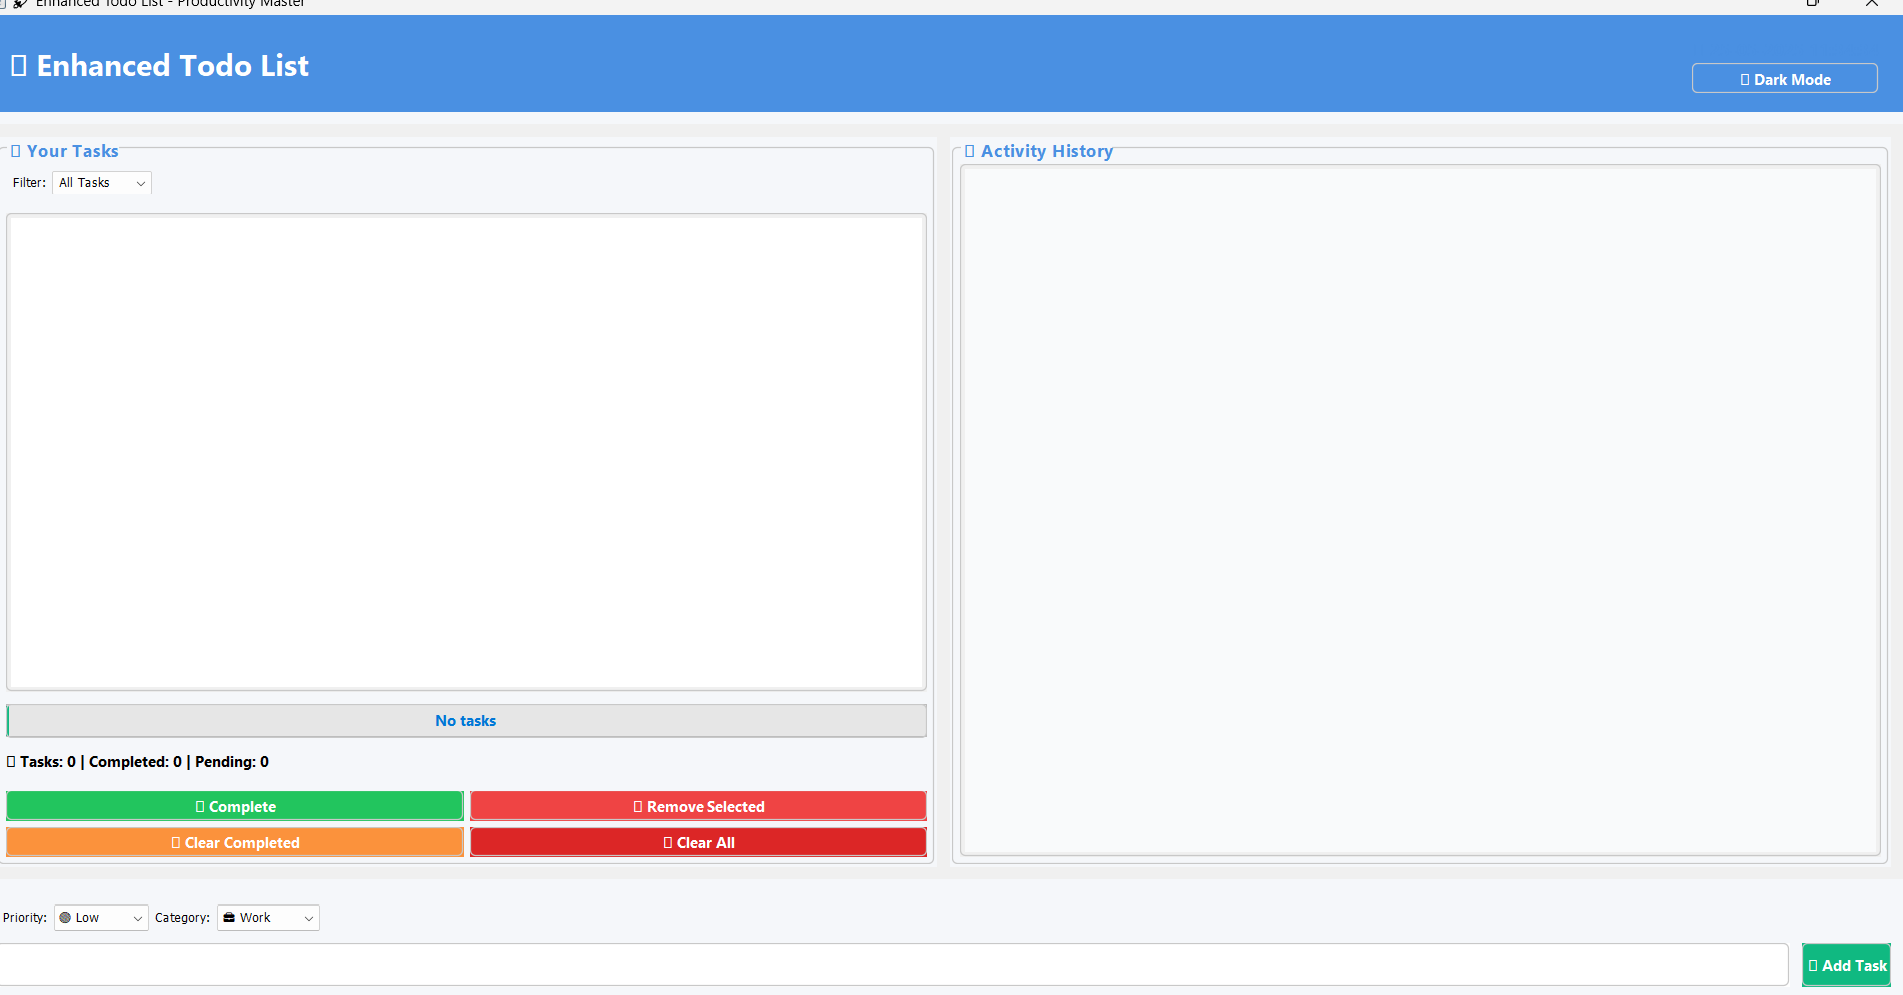 Enhanced Todo List - Productivity Master
Enhanced Todo List
Dark Mode
Your Tasks
Filter: All Tasks
Activity History
No tasks
Tasks: 0 | Completed: 0 | Pending: 0
Complete
Remove Selected
Clear Completed
Clear All
Priority: Low Category: Work
Add Task